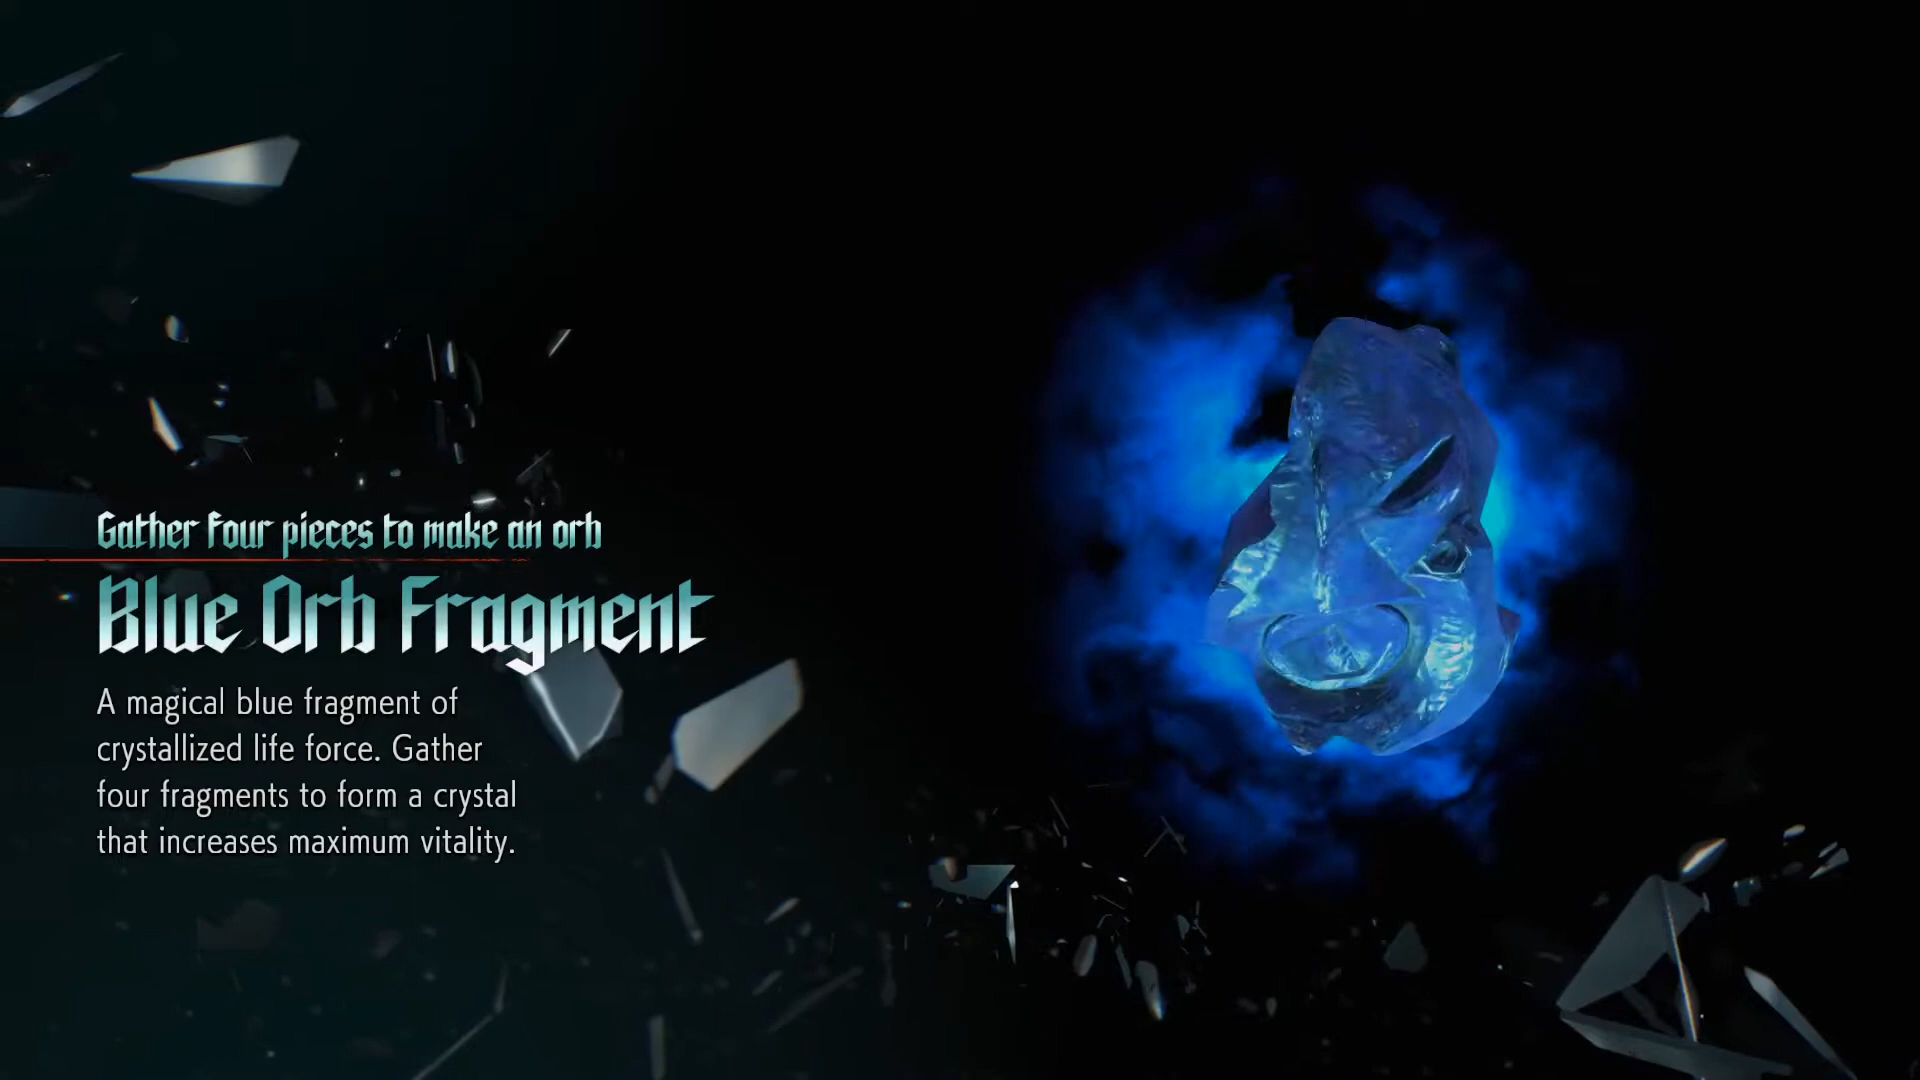 Gather four pieces to make an orb
Blue Orb Fragment
A magical blue fragment of
crystallized life force. Gather
four fragments to form a crystal
that increases maximum vitality.